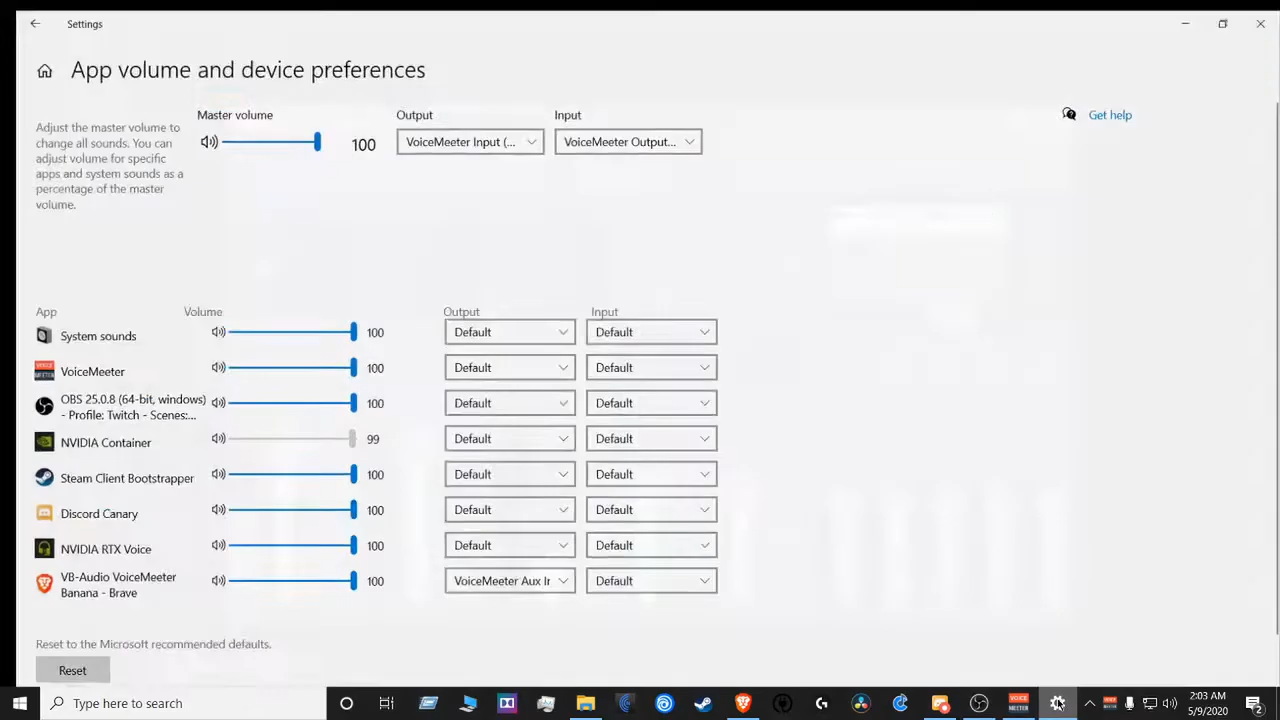 Settings
App volume and device preferences
Master volume
Output
Input
Get help
Adjust the master volume to
change all sounds. You can
adjust volume for specific
apps and system sounds as a
percentage of the master
volume.
100
VoiceMeeter Input (...
VoiceMeeter Output...
App
Volume
Output
Input
System sounds
100
Default
Default
VoiceMeeter
100
Default
Default
OBS 25.0.8 (64-bit, windows)
- Profile: Twitch - Scenes:...
100
Default
Default
NVIDIA Container
99
Default
Default
Steam Client Bootstrapper
100
Default
Default
Discord Canary
100
Default
Default
NVIDIA RTX Voice
100
Default
Default
VB-Audio VoiceMeeter
Banana - Brave
100
VoiceMeeter Aux Ir
Default
Reset to the Microsoft recommended defaults.
Reset
Type here to search
VOICE
MEETER
2:03 AM
5/9/2020
2